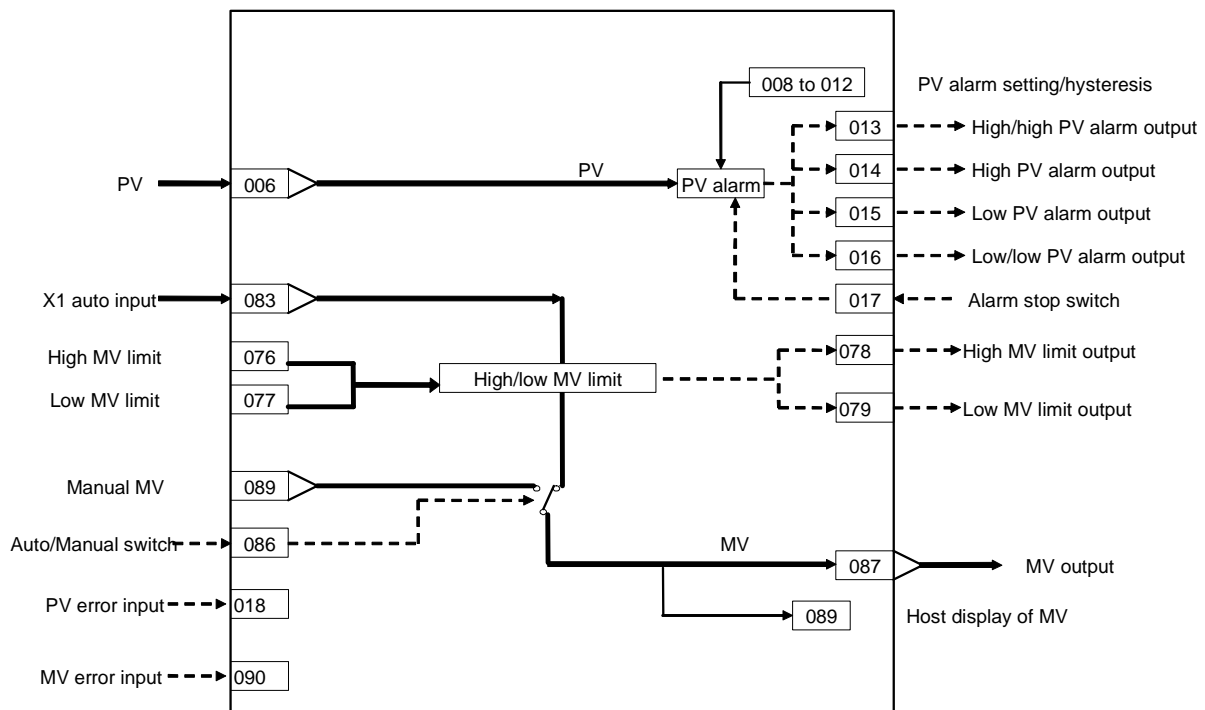 008 to 012 PV alarm setting/hysteresis
013 High/high PV alarm output
PV 006 PV PV alarm 014 High PV alarm output
015 Low PV alarm output
016 Low/low PV alarm output
X1 auto input 083 017 Alarm stop switch
High MV limit 076 078 High MV limit output
High/low MV limit
Low MV limit 077 079 Low MV limit output
Manual MV 089
Auto/Manual switch 086 MV
087 MV output
PV error input 018 089 Host display of MV
MV error input 090